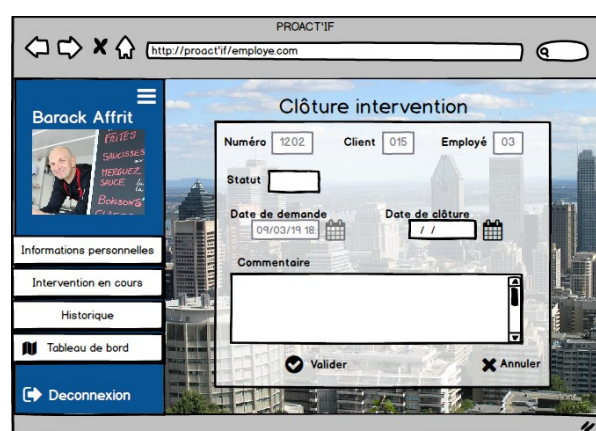 PROACT'IF
http://proact'if/employe.com
Barack Affrit
FRITES
SAUCISSES
MERGUEZ
SAUCE
BOISSONS
Informations personnelles
Intervention en cours
Historique
Tableau de bord
Deconnexion
Clôture intervention
Numéro 1202 Client 015 Employé 03
Statut
Date de demande Date de clôture
09/03/19 18: / /
Commentaire
Valider Annuler